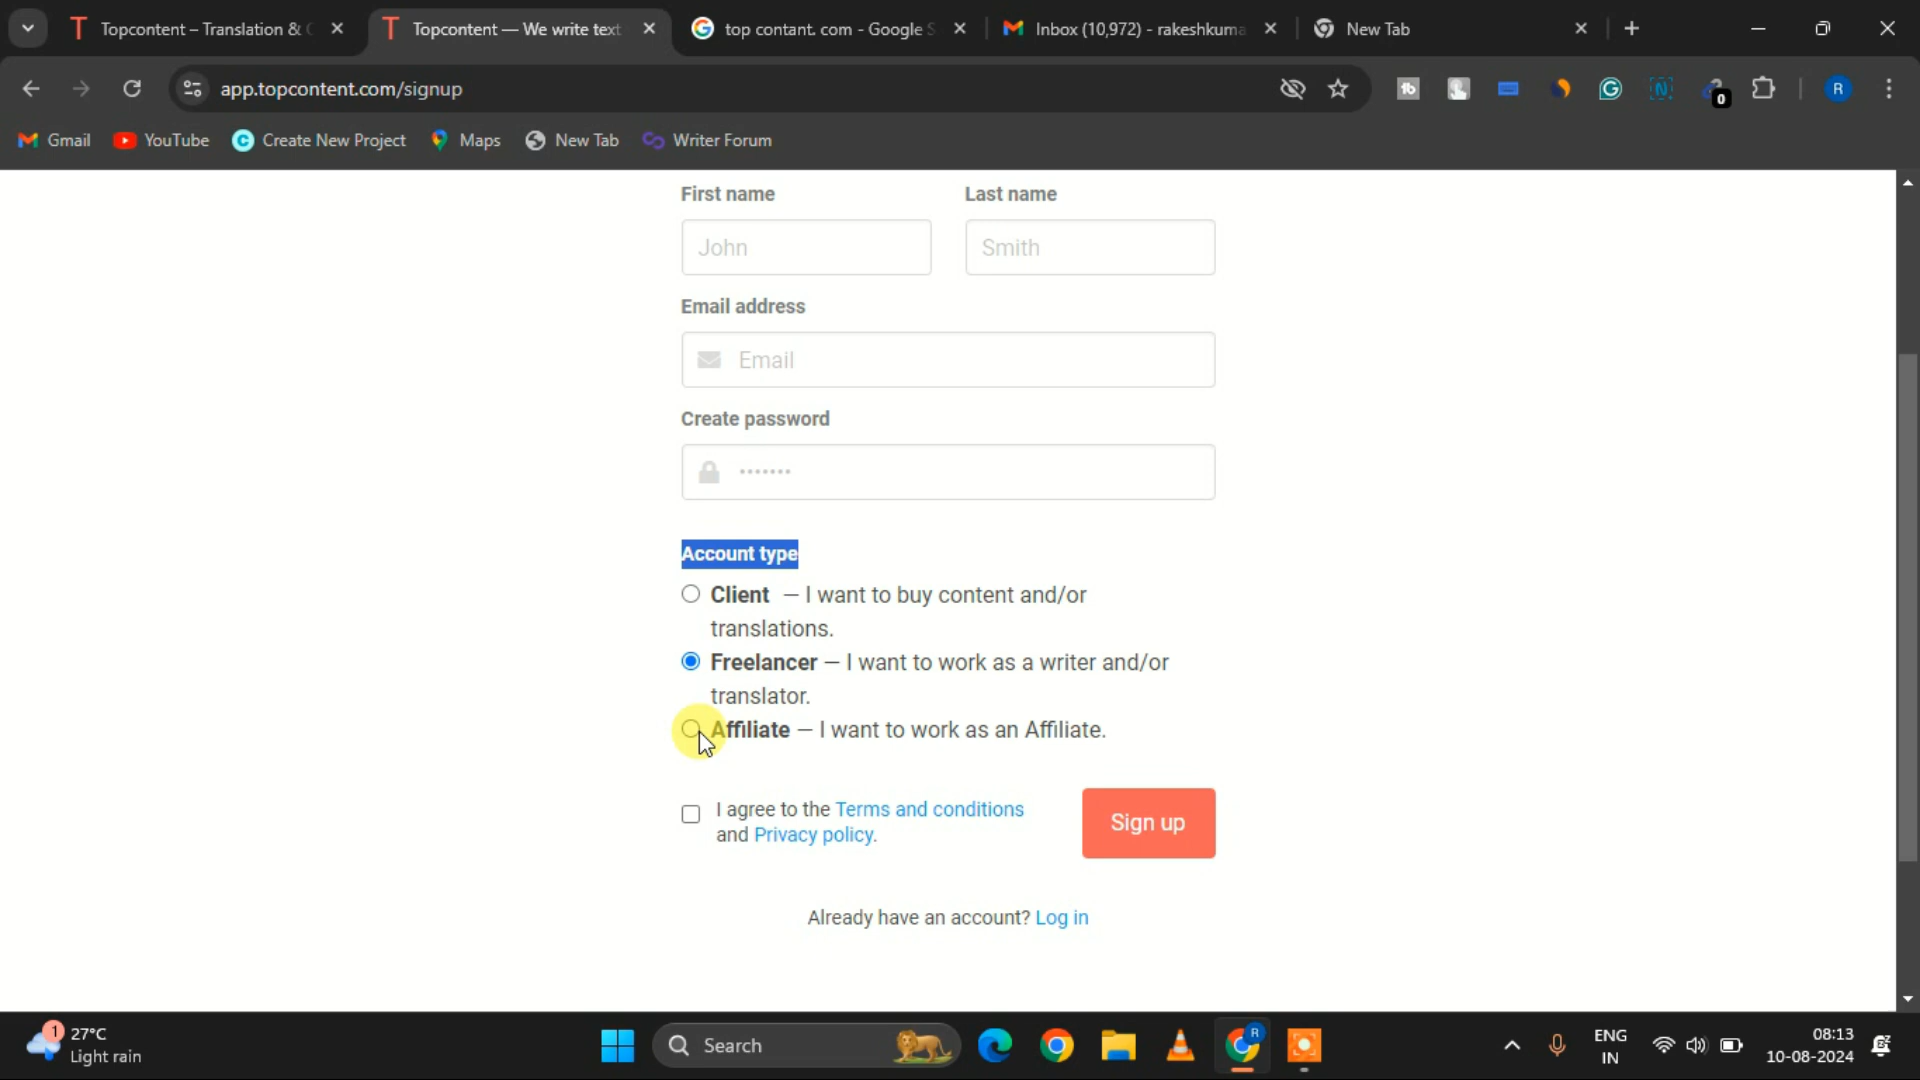 Topcontent – Translation &
Topcontent — We write text
top contant. com - Google S
Inbox (10,972) - rakeshkuma
New Tab
app.topcontent.com/signup
0
R
Gmail
YouTube
Create New Project
Maps
New Tab
Writer Forum
First name
Last name
John
Smith
Email address
Email
Create password
Account type
Client — I want to buy content and/or
translations.
Freelancer — I want to work as a writer and/or
translator.
Affiliate — I want to work as an Affiliate.
I agree to the Terms and conditions
and Privacy policy.
Sign up
Already have an account? Log in
1
27°C
Light rain
Search
R
ENG
IN
08:13
10-08-2024